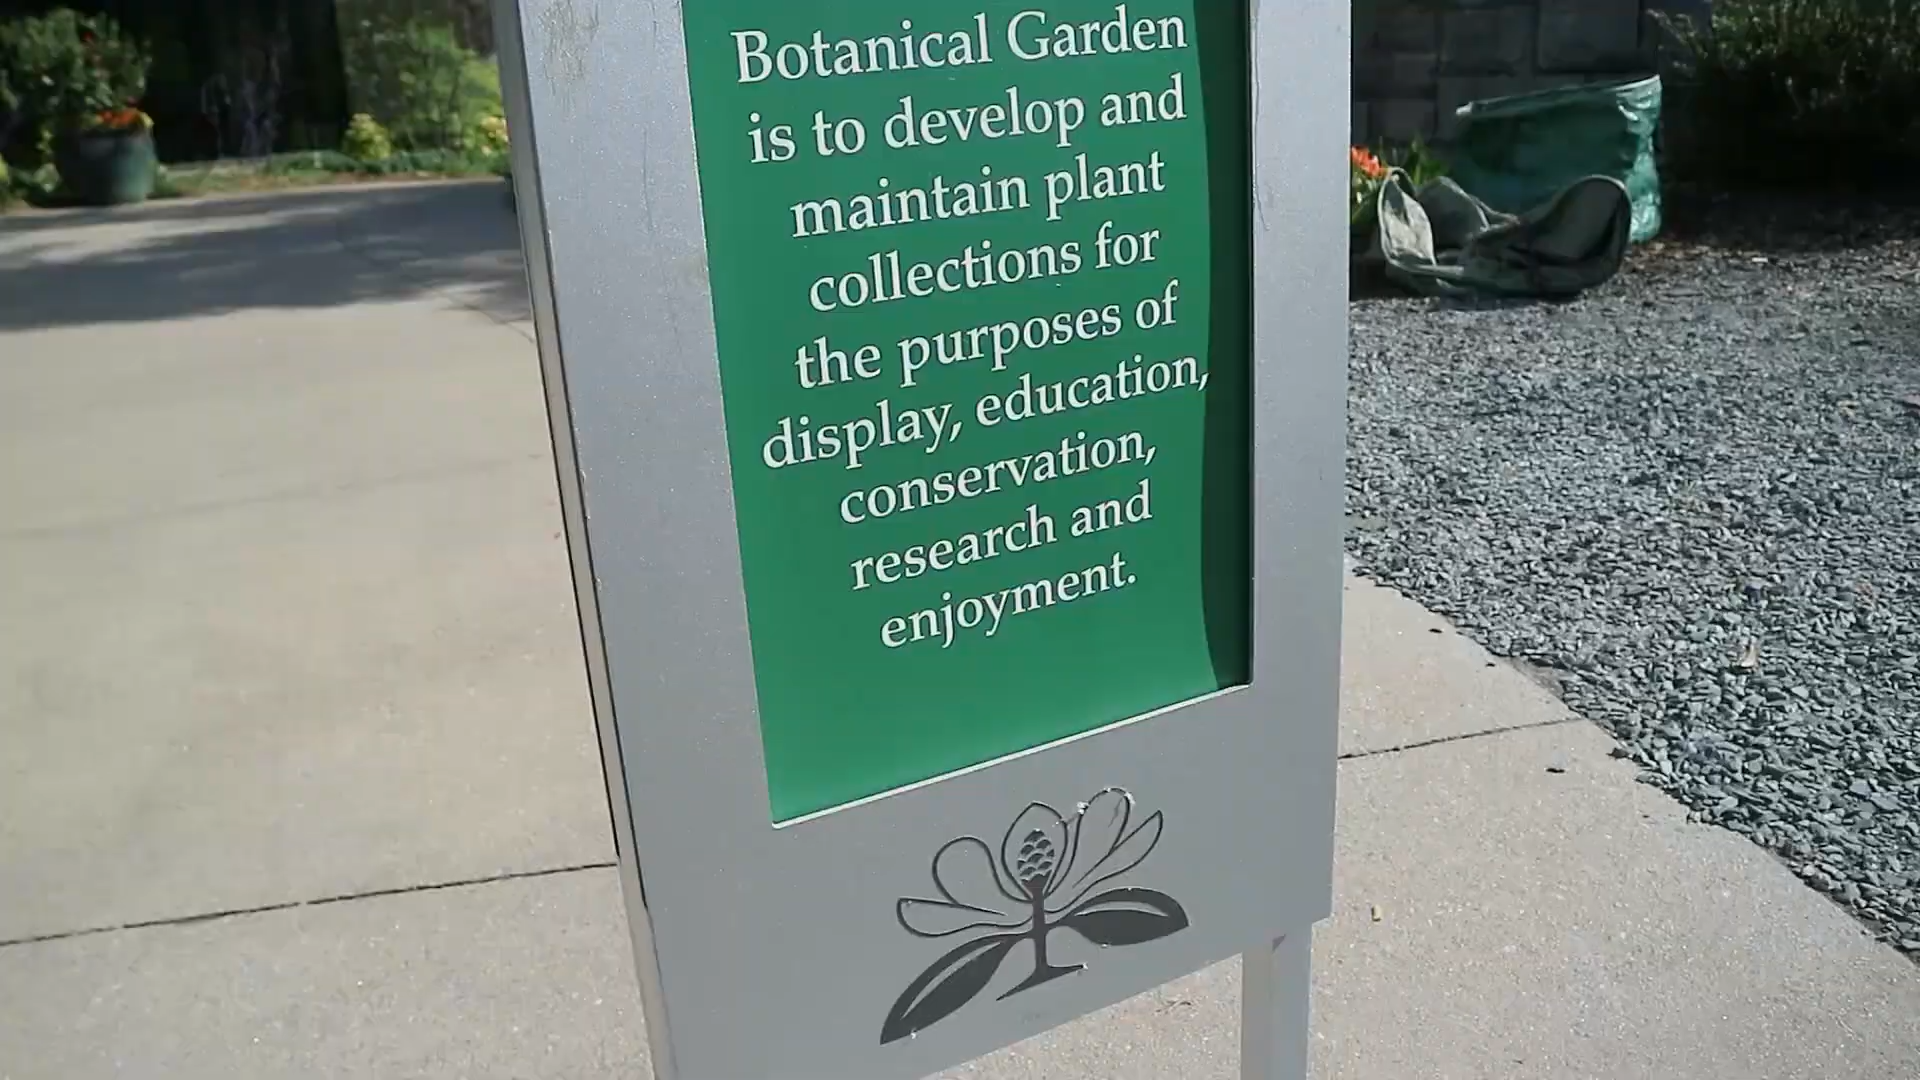 Botanical Garden
is to develop and
maintain plant
collections for
the purposes of
display, education,
conservation,
research and
enjoyment.